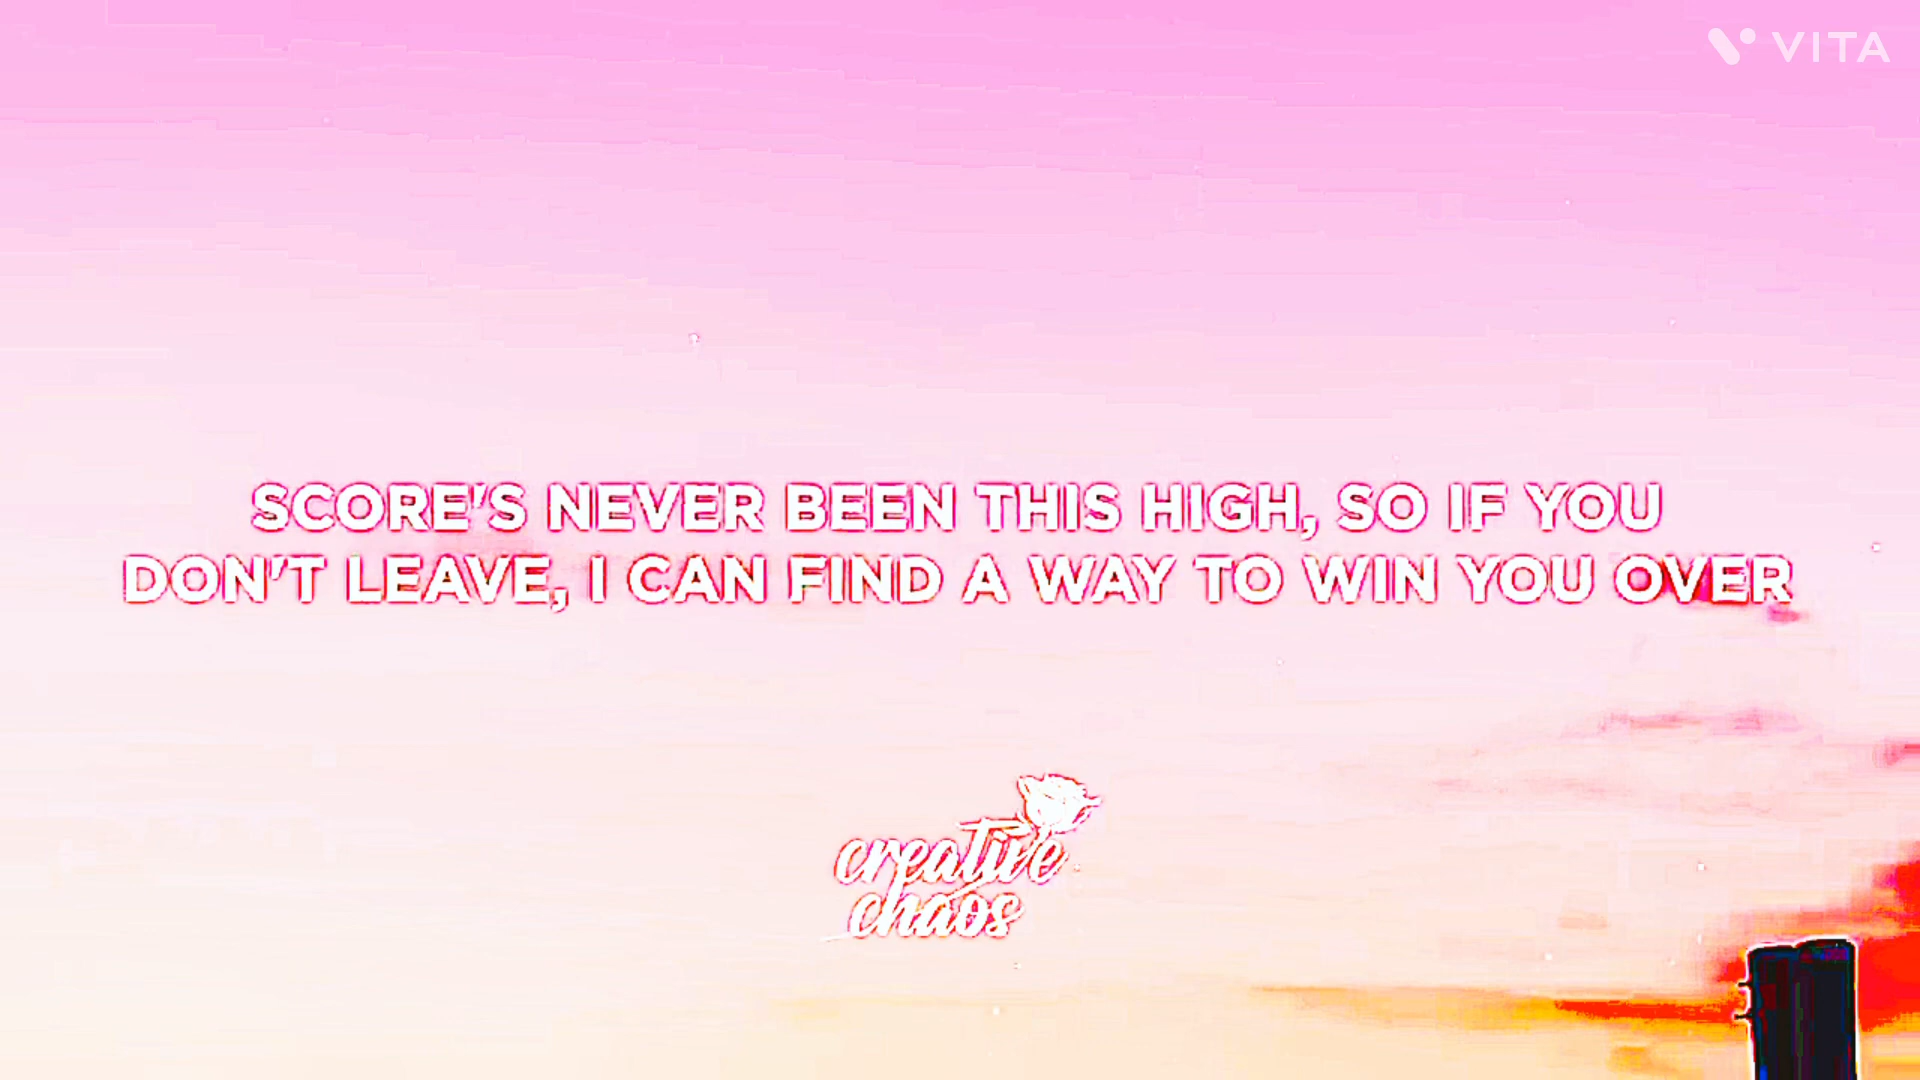 VITA
SCORE'S NEVER BEEN THIS HIGH, SO IF YOU
DON'T LEAVE, I CAN FIND A WAY TO WIN YOU OVER
creative
chaos